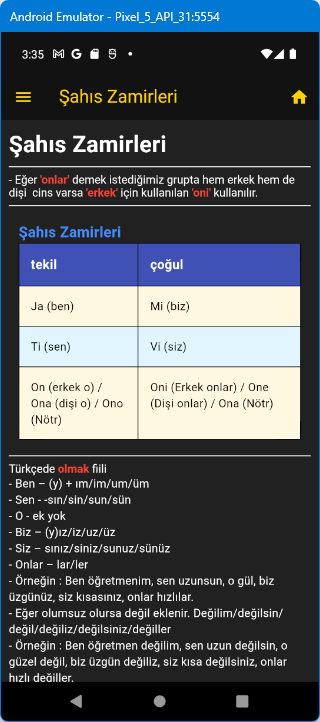 Android Emulator - Pixel_5_API_31:5554
3:35
Şahıs Zamirleri
Şahıs Zamirleri
- Eğer 'onlar' demek istediğimiz grupta hem erkek hem de
dişi cins varsa 'erkek' için kullanılan 'oni' kullanılır.
Şahıs Zamirleri
tekil çoğul
Ja (ben) Mi (biz)
Ti (sen) Vi (siz)
On (erkek o) / Oni (Erkek onlar) / One
Ona (dişi o) / Ono (Dişi onlar) / Ona (Nötr)
(Nötr)
Türkçede olmak fiili
- Ben – (y) + ım/im/um/üm
- Sen - -sın/sin/sun/sün
- O - ek yok
- Biz – (y)ız/iz/uz/üz
- Siz – sınız/siniz/sunuz/sünüz
- Onlar – lar/ler
- Örneğin : Ben öğretmenim, sen uzunsun, o gül, biz
üzgünüz, siz kısasınız, onlar hızlılar.
- Eğer olumsuz olursa değil eklenir. Değilim/değilsin/
değil/değiliz/değilsiniz/değiller
- Örneğin : Ben öğretmen değilim, sen uzun değilsin, o
güzel değil, biz üzgün değiliz, siz kısa değilsiniz, onlar
hızlı değiller.